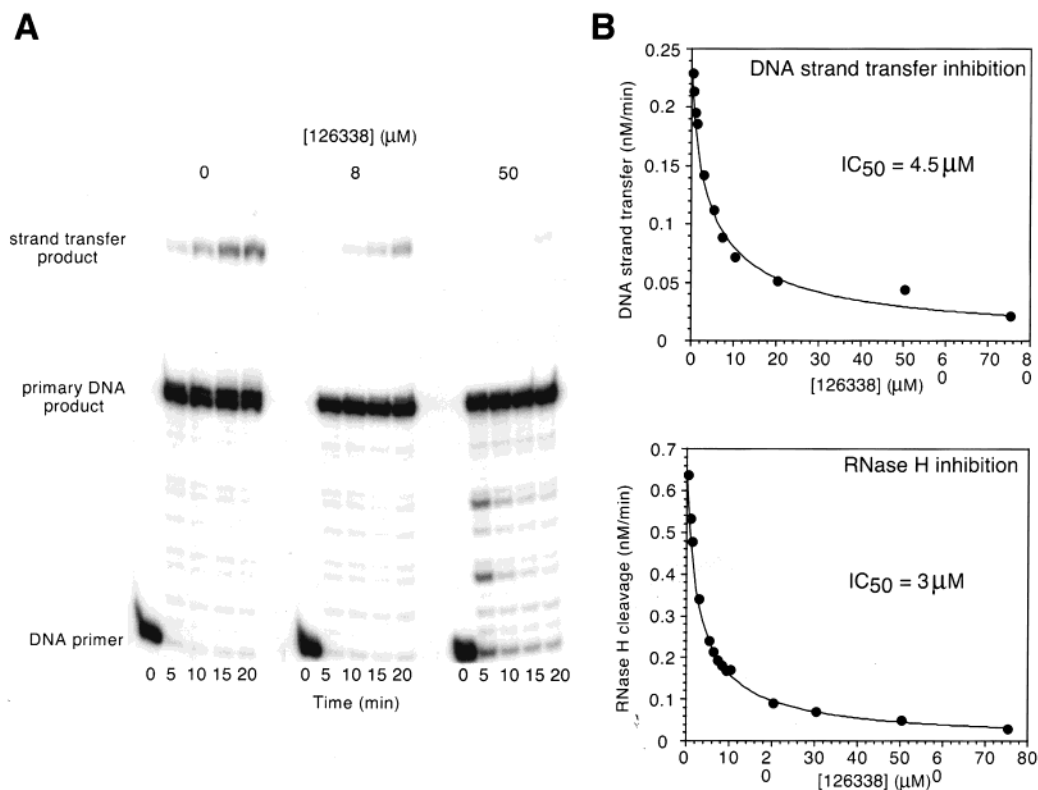 A
[126338] (μM)
0 8 50
strand transfer
product
primary DNA
product
DNA primer
0 5 10 15 20 0 5 10 15 20 0 5 10 15 20
Time (min)
B
0.25
0.2
0.15
0.1
0.05
0
DNA strand transfer (nM/min)
DNA strand transfer inhibition
IC50 = 4.5 μM
0 10 20 30 40 50 6 70 8
0 0
[126338] (μM)
0.7
0.6
0.5
0.4
0.3
0.2
0.1
0
RNase H cleavage (nM/min)
RNase H inhibition
IC50 = 3 μM
0 10 2 30 40 50 6 70 80
0 0
[126338] (μM)